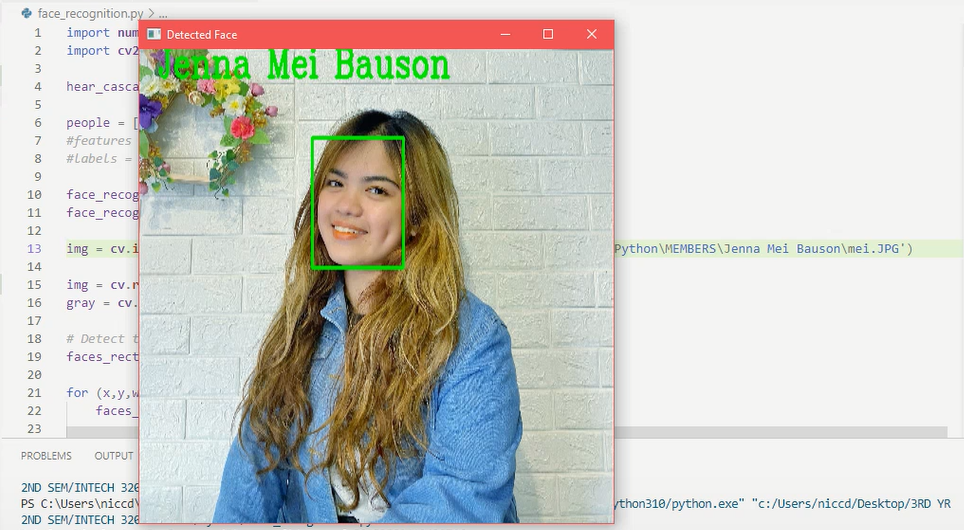 face_recognition.py > ...
Detected Face
Jenna Mei Bauson
1 import num
2 import cv2
3
4 hear_casca
5
6 people = [
7 #features
8 #labels =
9
10 face_recog
11 face_recog
12
13 img = cv.i Python\MEMBERS\Jenna Mei Bauson\mei.JPG')
14
15 img = cv.r
16 gray = cv.
17
18 # Detect t
19 faces_rect
20
21 for (x,y,w
22 faces_
23
PROBLEMS OUTPUT
2ND SEM/INTECH 320
PS C:\Users\niccd\ ython310/python.exe" "c:/Users/niccd/Desktop/3RD YR
2ND SEM/INTECH 320